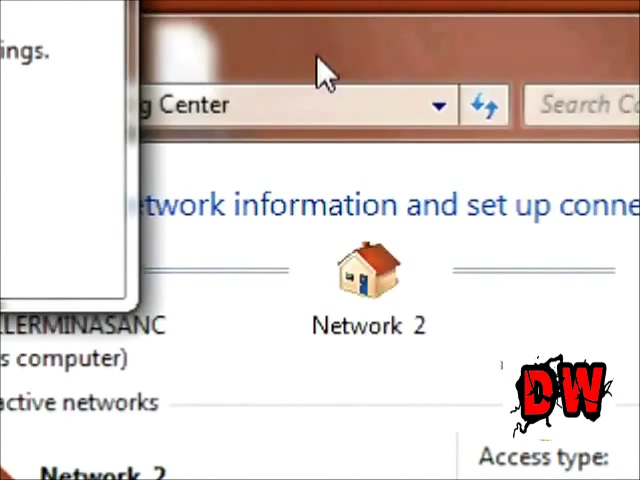 ings.
g Center
Search Co
etwork information and set up conne
LLERMINASANC
Network 2
s computer)
active networks
DW
Access type:
Network 2